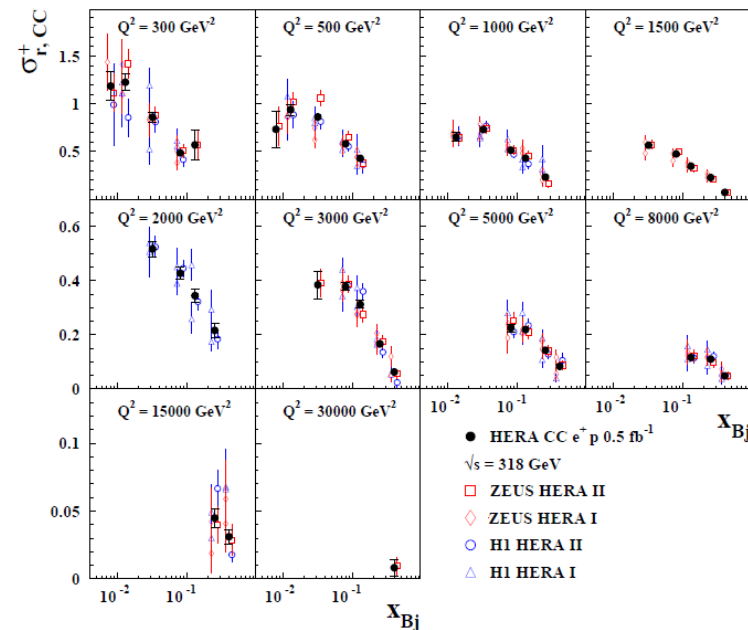 σ⁺r, CC
Q² = 300 GeV²
Q² = 500 GeV²
Q² = 1000 GeV²
Q² = 1500 GeV²
1.5
1
0.5
Q² = 2000 GeV²
Q² = 3000 GeV²
Q² = 5000 GeV²
Q² = 8000 GeV²
0.6
0.4
0.2
0
Q² = 15000 GeV²
Q² = 30000 GeV²
10⁻² 10⁻¹ 10⁻² 10⁻¹
xBj
0.1
0.05
0
HERA CC e⁺p 0.5 fb⁻¹
√s = 318 GeV
ZEUS HERA II
ZEUS HERA I
H1 HERA II
H1 HERA I
10⁻² 10⁻¹ 10⁻² 10⁻¹
xBj